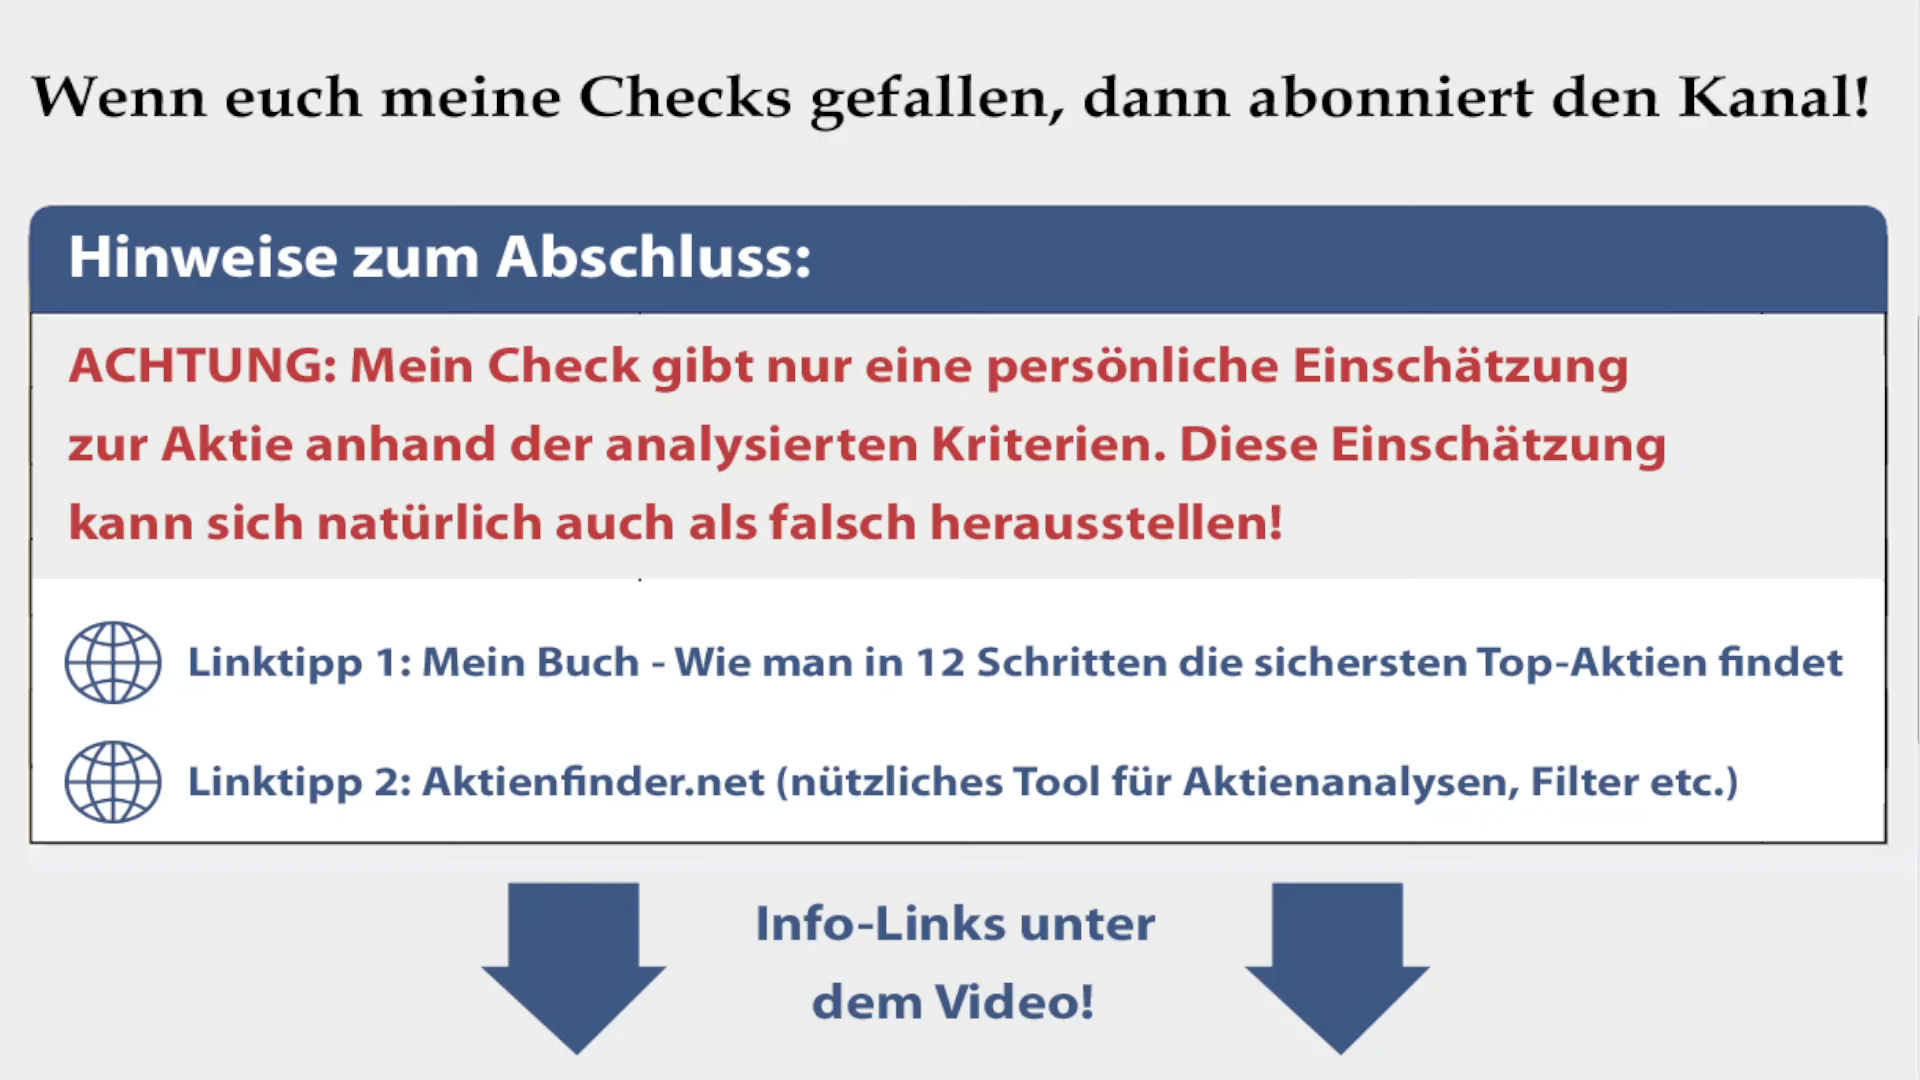 Wenn euch meine Checks gefallen, dann abonniert den Kanal!
Hinweise zum Abschluss:
ACHTUNG: Mein Check gibt nur eine persönliche Einschätzung
zur Aktie anhand der analysierten Kriterien. Diese Einschätzung
kann sich natürlich auch als falsch herausstellen!
Linktipp 1: Mein Buch - Wie man in 12 Schritten die sichersten Top-Aktien findet
Linktipp 2: Aktienfinder.net (nützliches Tool für Aktienanalysen, Filter etc.)
Info-Links unter
dem Video!